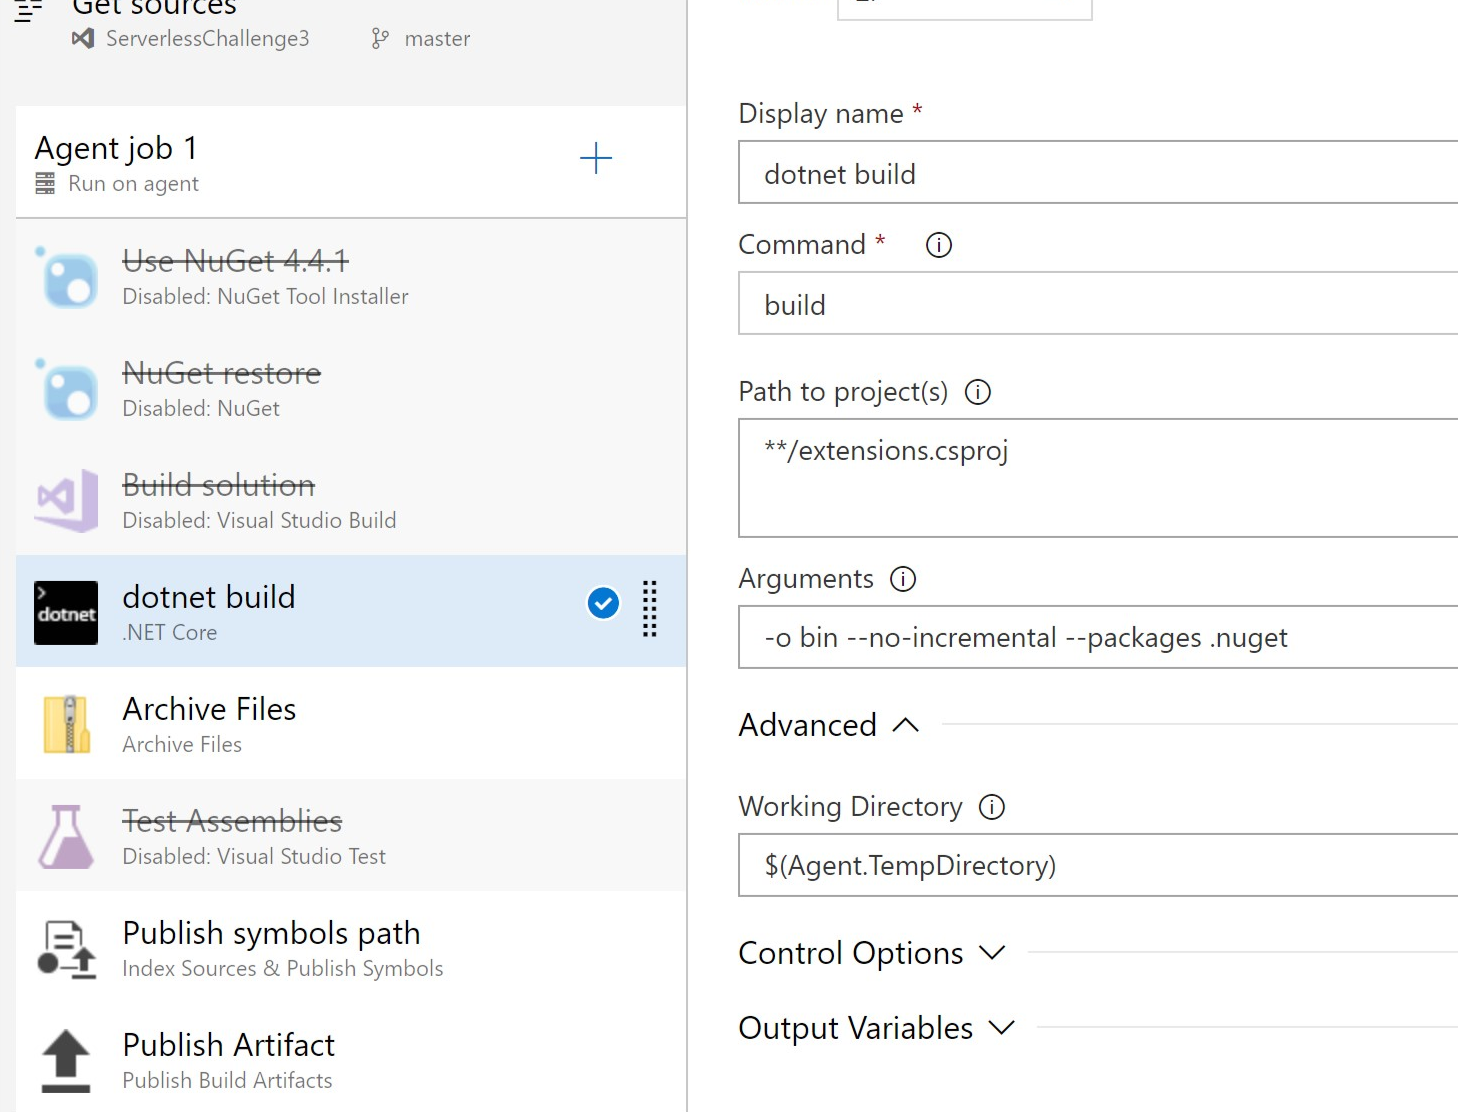 Get sources
ServerlessChallenge3 master
Agent job 1
Run on agent
Use NuGet 4.4.1
Disabled: NuGet Tool Installer
NuGet restore
Disabled: NuGet
Build solution
Disabled: Visual Studio Build
dotnet
dotnet build
.NET Core
Archive Files
Archive Files
Test Assemblies
Disabled: Visual Studio Test
Publish symbols path
Index Sources & Publish Symbols
Publish Artifact
Publish Build Artifacts
Display name *
dotnet build
Command *
build
Path to project(s)
**/extensions.csproj
Arguments
-o bin --no-incremental --packages .nuget
Advanced
Working Directory
$(Agent.TempDirectory)
Control Options
Output Variables